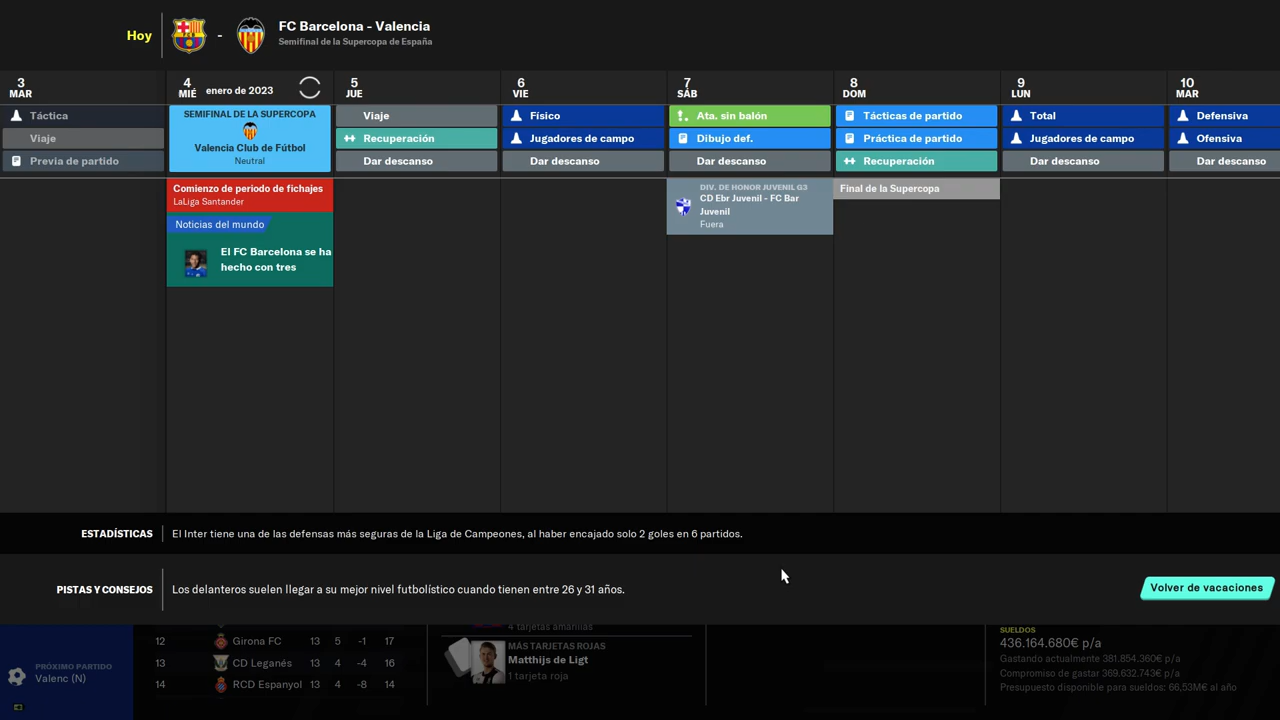 Hoy
-
FC Barcelona - Valencia
Semifinal de la Supercopa de España
3
MAR
4
MIÉ
enero de 2023
5
JUE
6
VIE
7
SÁB
8
DOM
9
LUN
10
MAR
Táctica
Viaje
Previa de partido
SEMIFINAL DE LA SUPERCOPA
Valencia Club de Fútbol
Neutral
Viaje
Recuperación
Dar descanso
Físico
Jugadores de campo
Dar descanso
Ata. sin balón
Dibujo def.
Dar descanso
Tácticas de partido
Práctica de partido
Recuperación
Total
Jugadores de campo
Dar descanso
Defensiva
Ofensiva
Dar descanso
Comienzo de periodo de fichajes
LaLiga Santander
Noticias del mundo
El FC Barcelona se ha
hecho con tres
DIV. DE HONOR JUVENIL G3
CD Ebr Juvenil - FC Bar
Juvenil
Fuera
Final de la Supercopa
ESTADÍSTICAS
El Inter tiene una de las defensas más seguras de la Liga de Campeones, al haber encajado solo 2 goles en 6 partidos.
PISTAS Y CONSEJOS
Los delanteros suelen llegar a su mejor nivel futbolístico cuando tienen entre 26 y 31 años.
Volver de vacaciones
PRÓXIMO PARTIDO
Valenc (N)
12 Girona FC 13 5 -1 17
13 CD Leganés 13 4 -4 16
14 RCD Espanyol 13 4 -8 14
4 tarjetas amarillas
MÁS TARJETAS ROJAS
Matthijs de Ligt
1 tarjeta roja
SUELDOS
436.164.680€ p/a
Gastando actualmente 381.854.360€ p/a
Compromiso de gastar 369.632.743€ p/a
Presupuesto disponible para sueldos: 66,53M€ al año